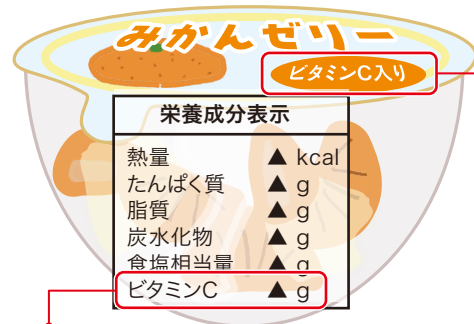 みかんゼリー
ビタミンC入り
栄養成分表示
熱量 ▲ kcal
たんぱく質 ▲ g
脂質 ▲ g
炭水化物 ▲ g
食塩相当量 ▲ g
ビタミンC ▲ g